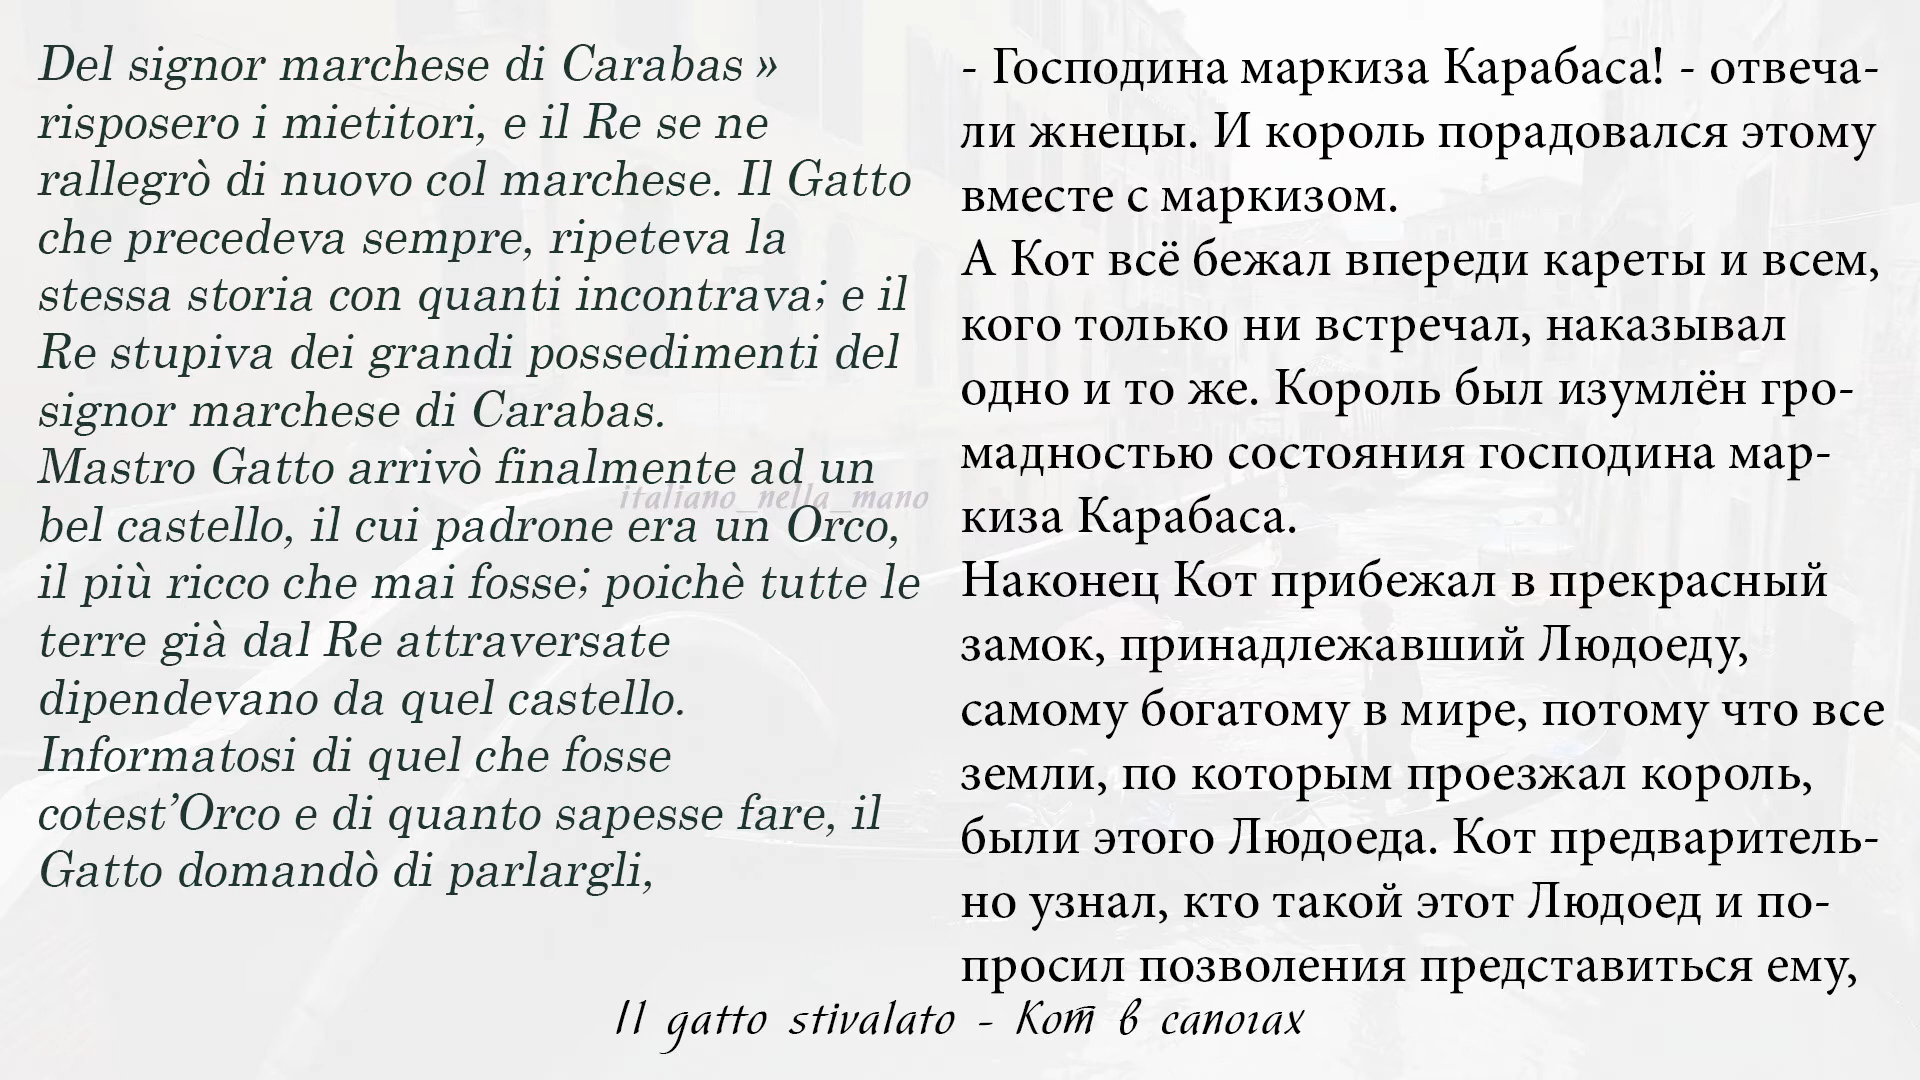 Del signor marchese di Carabas »
risposero i mietitori, e il Re se ne
rallegrò di nuovo col marchese. Il Gatto
che precedeva sempre, ripeteva la
stessa storia con quanti incontrava; e il
Re stupiva dei grandi possedimenti del
signor marchese di Carabas.
Mastro Gatto arrivò finalmente ad un
bel castello, il cui padrone era un Orco,
il più ricco che mai fosse; poichè tutte le
terre già dal Re attraversate
dipendevano da quel castello.
Informatosi di quel che fosse
cotest’Orco e di quanto sapesse fare, il
Gatto domandò di parlargli,
italiano_nella_mano
- Господина маркиза Карабаса! - отвеча-
ли жнецы. И король порадовался этому
вместе с маркизом.
А Кот всё бежал впереди кареты и всем,
кого только ни встречал, наказывал
одно и то же. Король был изумлён гро-
мадностью состояния господина мар-
киза Карабаса.
Наконец Кот прибежал в прекрасный
замок, принадлежавший Людоеду,
самому богатому в мире, потому что все
земли, по которым проезжал король,
были этого Людоеда. Кот предваритель-
но узнал, кто такой этот Людоед и по-
просил позволения представиться ему,
Il gatto stivalato - Кот в сапогах